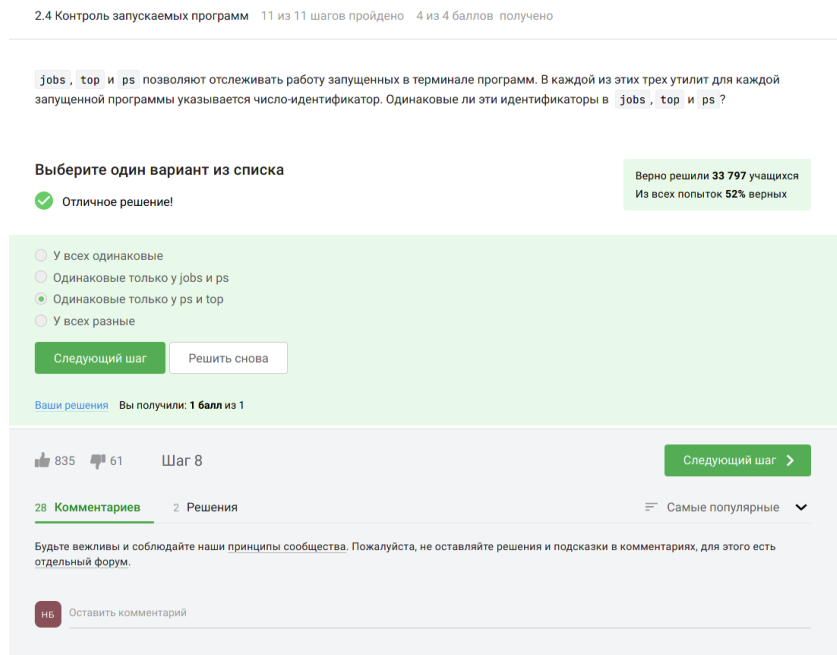 2.4 Контроль запускаемых программ 11 из 11 шагов пройдено 4 из 4 баллов получено
jobs, top и ps позволяют отслеживать работу запущенных в терминале программ. В каждой из этих трех утилит для каждой
запущенной программы указывается число-идентификатор. Одинаковые ли эти идентификаторы в jobs, top и ps?
Выберите один вариант из списка
Отличное решение!
Верно решили 33 797 учащихся
Из всех попыток 52% верных
У всех одинаковые
Одинаковые только у jobs и ps
Одинаковые только у ps и top
У всех разные
Следующий шаг Решить снова
Ваши решения Вы получили: 1 балл из 1
835 61 Шаг 8 Следующий шаг
28 Комментариев 2 Решения Самые популярные
Будьте вежливы и соблюдайте наши принципы сообщества. Пожалуйста, не оставляйте решения и подсказки в комментариях, для этого есть
отдельный форум.
НБ Оставить комментарий